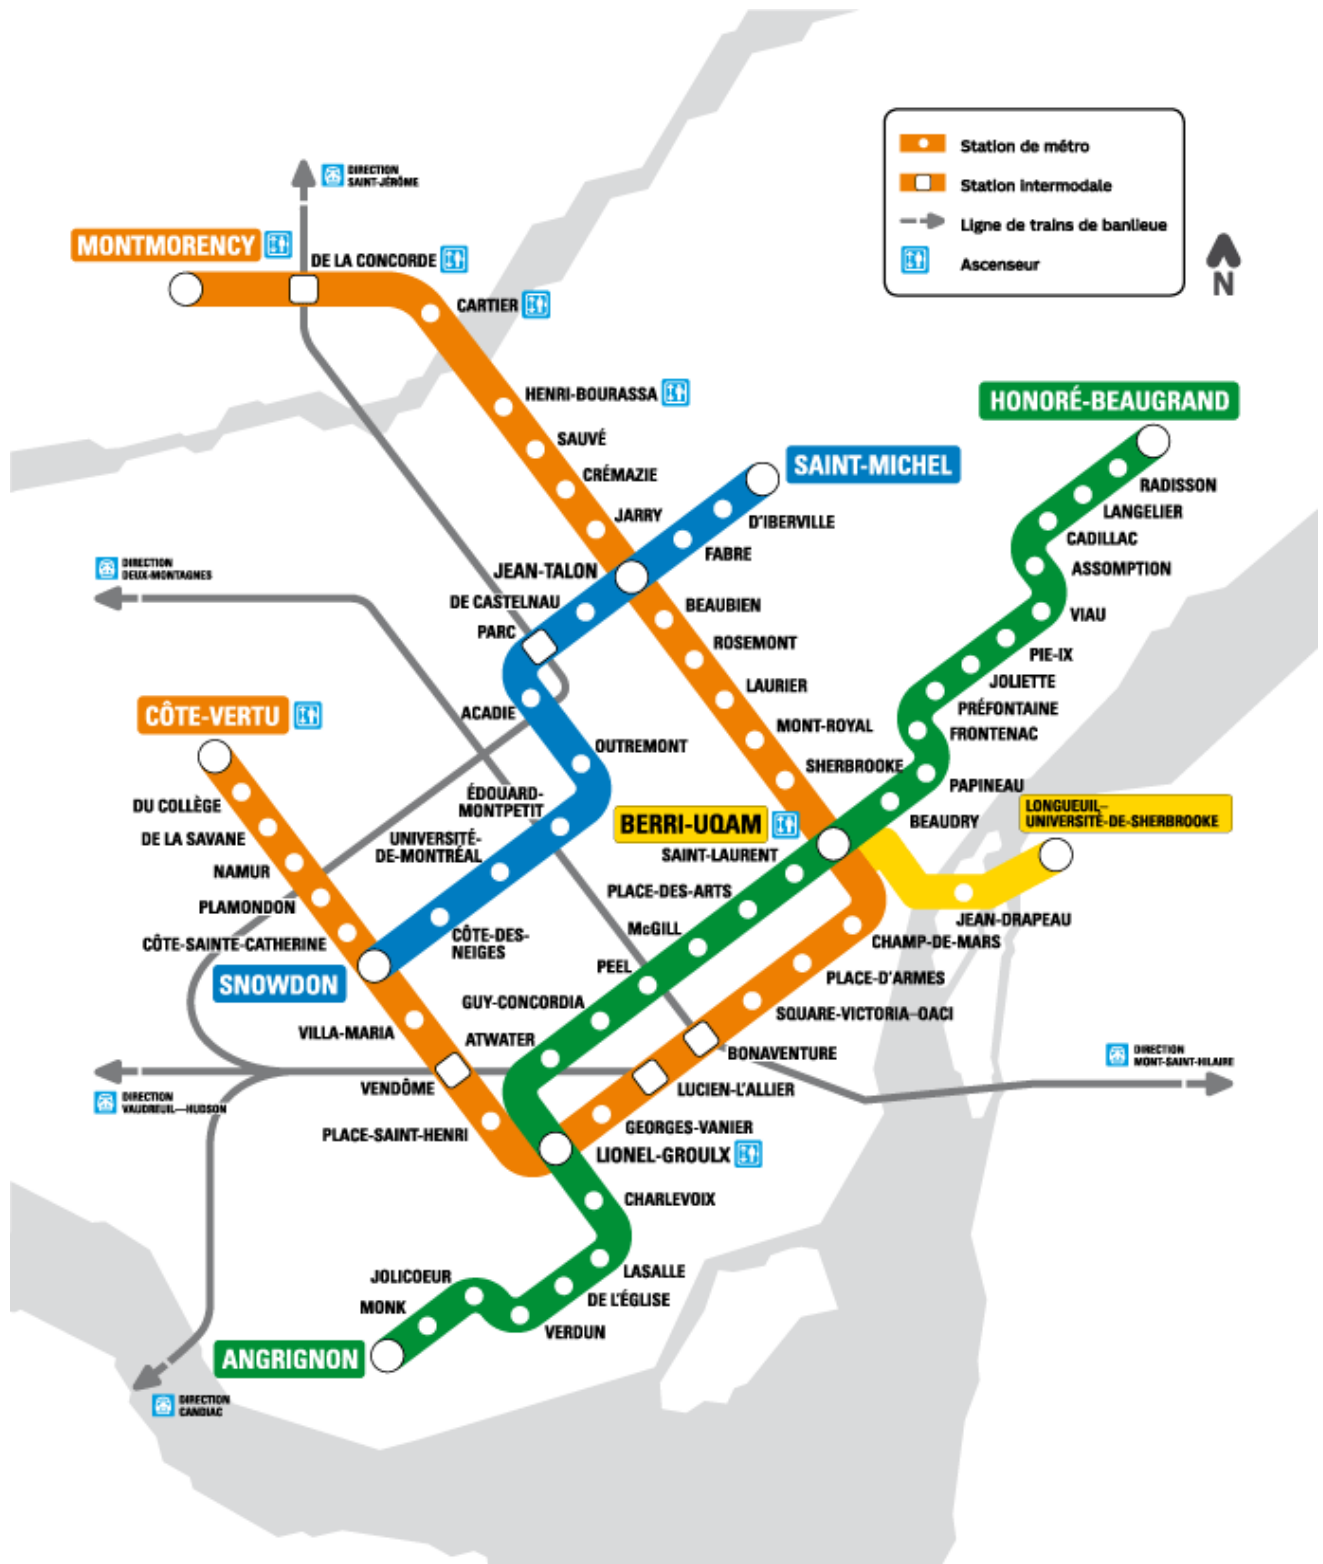 DIRECTION
SAINT-JÉRÔME
Station de métro
Station intermodale
Ligne de trains de banlieue
Ascenseur
N
MONTMORENCY
DE LA CONCORDE
CARTIER
HENRI-BOURASSA
SAUVÉ
CRÉMAZIE
JARRY
HONORÉ-BEAUGRAND
SAINT-MICHEL
RADISSON
LANGELIER
CADILLAC
ASSOMPTION
VIAU
PIE-IX
JOLIETTE
PRÉFONTAINE
FRONTENAC
PAPINEAU
BEAUDRY
D'IBERVILLE
FABRE
JEAN-TALON
DE CASTELNAU
PARC
BEAUBIEN
ROSEMONT
LAURIER
MONT-ROYAL
SHERBROOKE
DIRECTION
DEUX-MONTAGNES
ACADIE
OUTREMONT
ÉDOUARD-
MONTPETIT
UNIVERSITÉ-
DE-MONTRÉAL
CÔTE-DES-
NEIGES
CÔTE-VERTU
DU COLLÈGE
DE LA SAVANE
NAMUR
PLAMONDON
CÔTE-SAINTE-CATHERINE
SNOWDON
VILLA-MARIA
VENDÔME
PLACE-SAINT-HENRI
BERRI-UQAM
LONGUEUIL–
UNIVERSITÉ-DE-SHERBROOKE
JEAN-DRAPEAU
SAINT-LAURENT
PLACE-DES-ARTS
McGILL
PEEL
GUY-CONCORDIA
ATWATER
CHAMP-DE-MARS
PLACE-D'ARMES
SQUARE-VICTORIA–OACI
BONAVENTURE
LUCIEN-L'ALLIER
GEORGES-VANIER
LIONEL-GROULX
DIRECTION
MONT-SAINT-HILAIRE
DIRECTION
VAUDREUIL—HUDSON
CHARLEVOIX
LASALLE
DE L'ÉGLISE
VERDUN
JOLICOEUR
MONK
ANGRIGNON
DIRECTION
CANDIAC